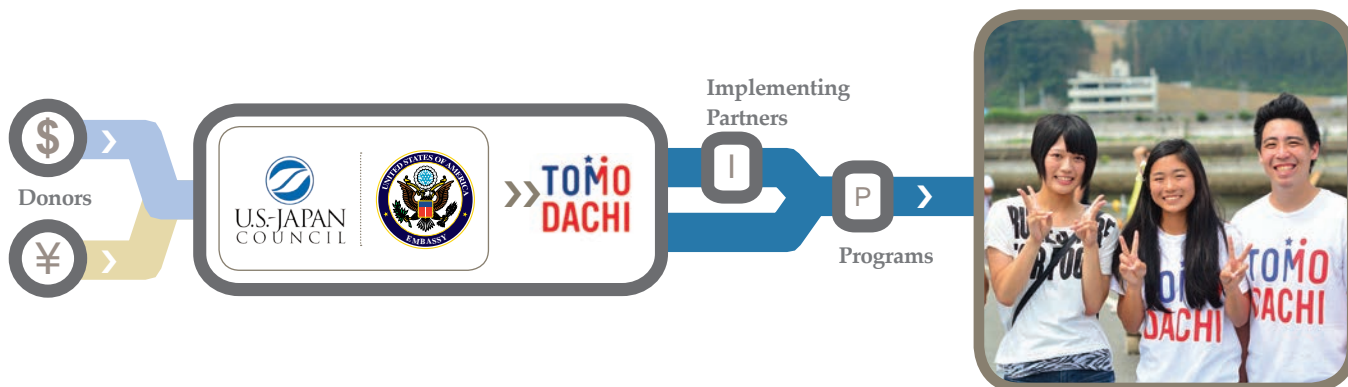 $
Donors
¥
U.S.-JAPAN
COUNCIL
UNITED STATES OF AMERICA
EMBASSY
TOMO
DACHI
Implementing
Partners
I
P
Programs
TOMO
DACHI
TOMO
DACHI